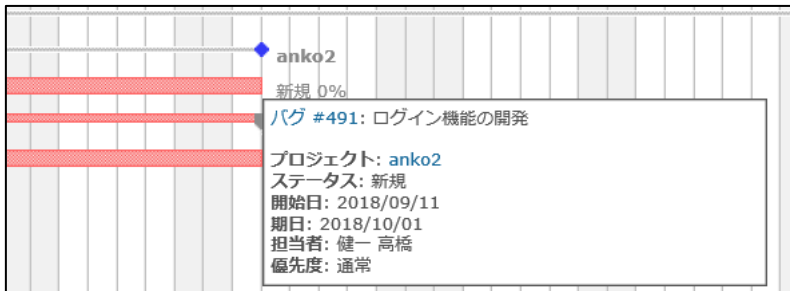 anko2
新規 0%
バグ #491: ログイン機能の開発
プロジェクト: anko2
ステータス: 新規
開始日: 2018/09/11
期日: 2018/10/01
担当者: 健一 高橋
優先度: 通常